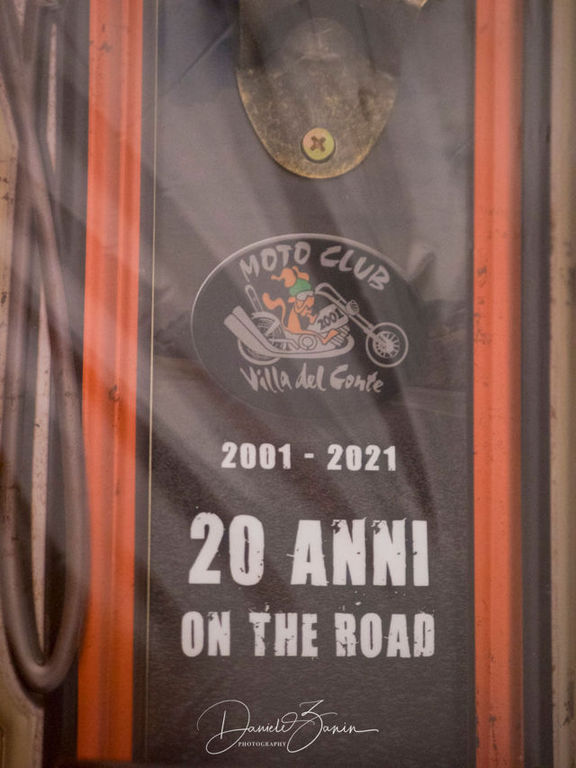 MOTO CLUB
2001
Villa del Conte
2001 - 2021
20 ANNI
ON THE ROAD
Daniele Zanin
PHOTOGRAPHY